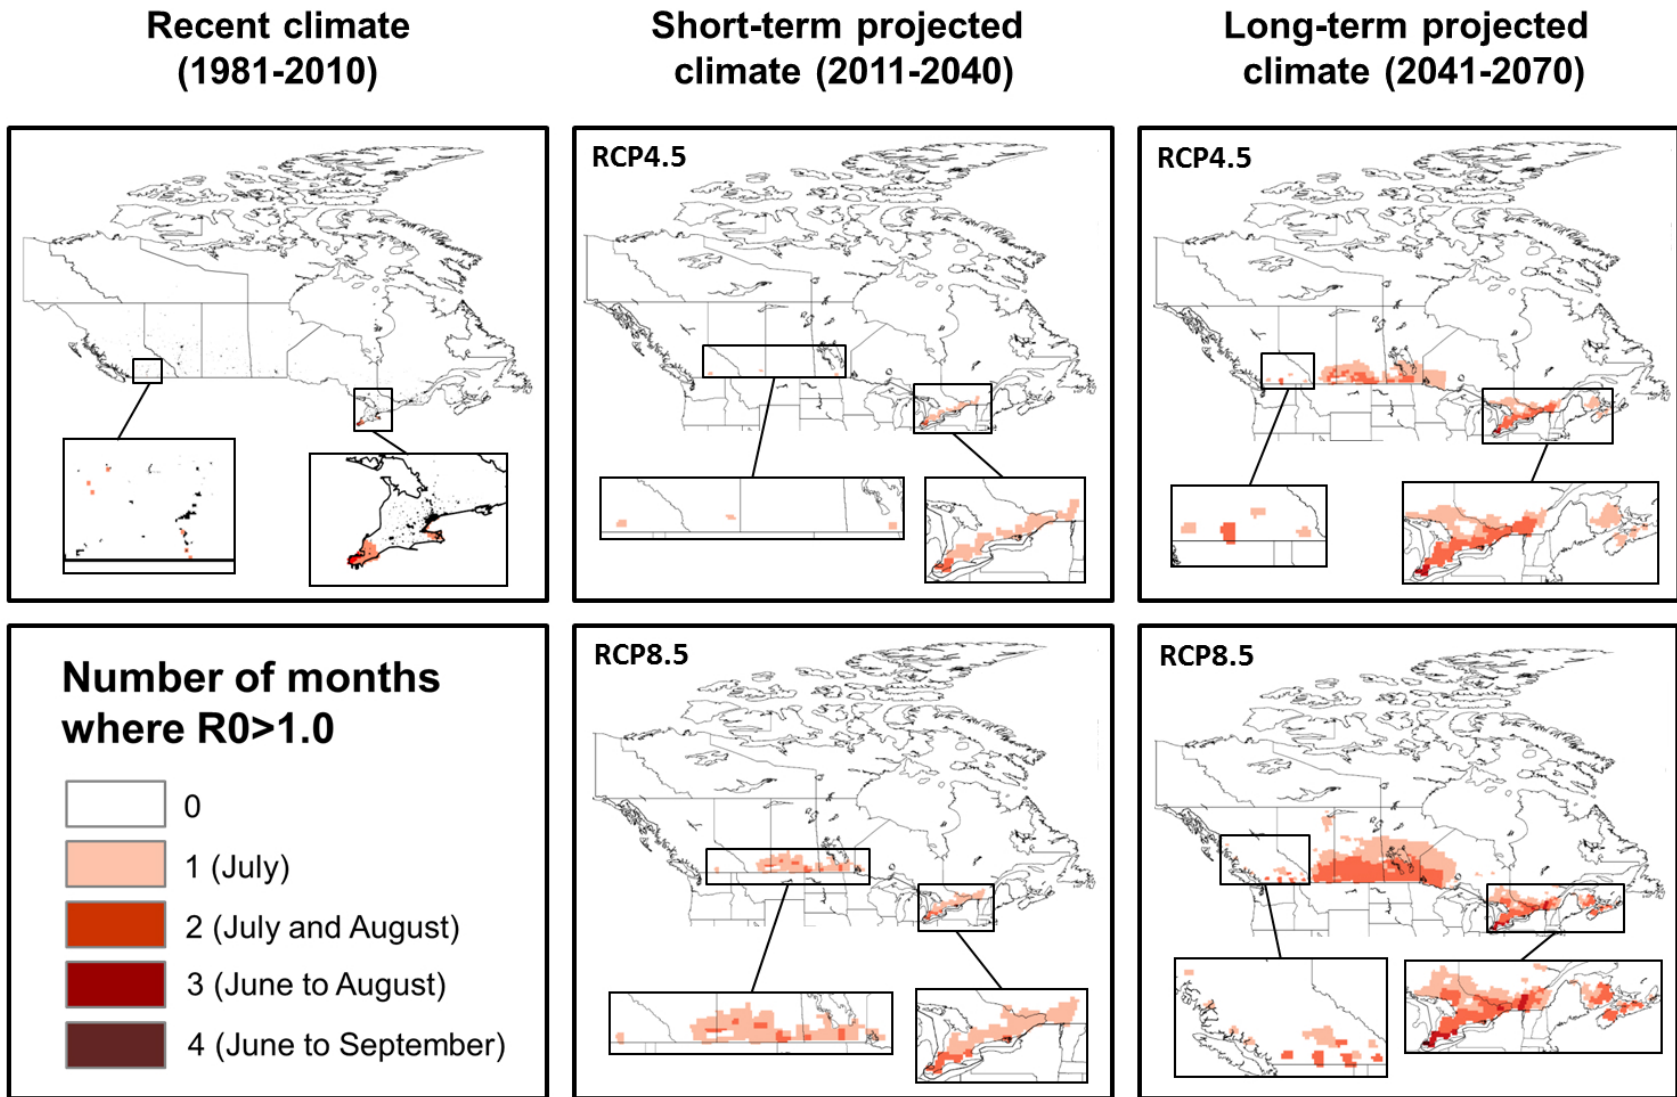 Recent climate
(1981-2010)
Short-term projected
climate (2011-2040)
Long-term projected
climate (2041-2070)
RCP4.5
RCP4.5
Number of months
where R0>1.0
0
1 (July)
2 (July and August)
3 (June to August)
4 (June to September)
RCP8.5
RCP8.5